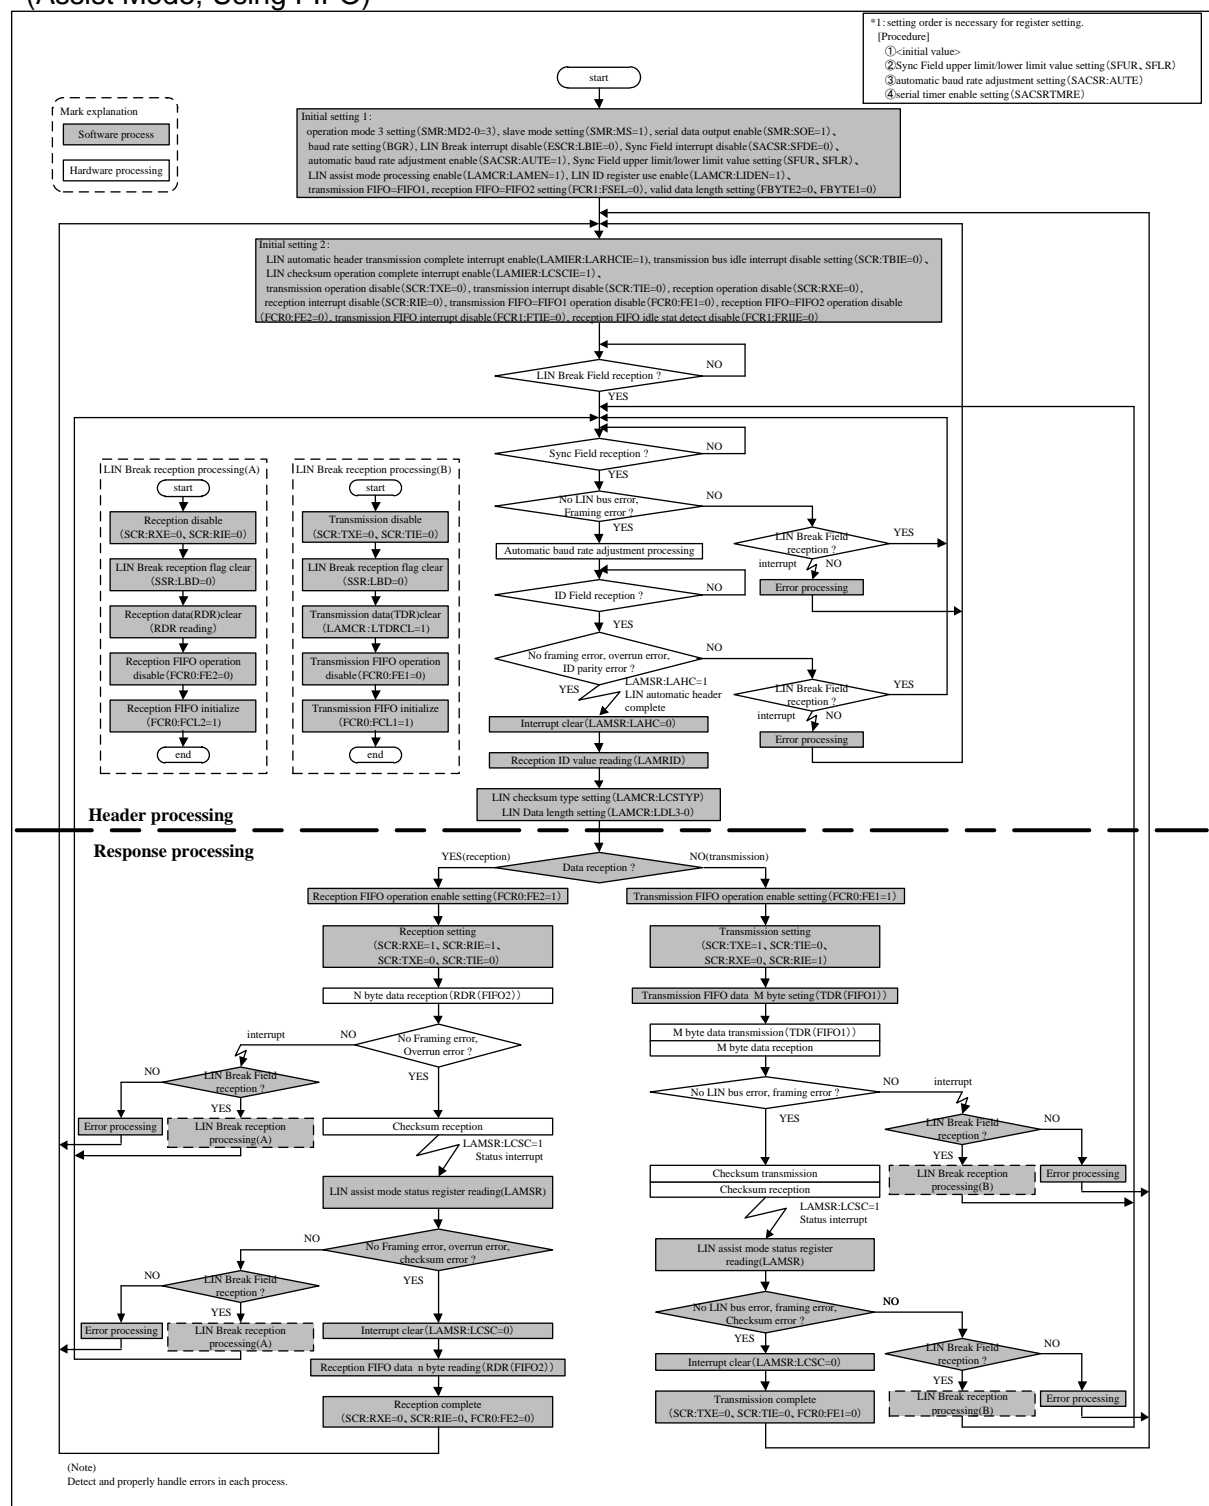 (Assist Mode, Using FIFO)
*1:setting order is necessary for register setting.
[Procedure]
①<initial value>
②Sync Field upper limit/lower limit value setting(SFUR、SFLR)
③automatic baud rate adjustment setting(SACSR:AUTE)
④serial timer enable setting(SACSRTMRE)
start
Mark explanation
Software process
Hardware processing
Initial setting 1:
operation mode 3 setting(SMR:MD2-0=3), slave mode setting(SMR:MS=1), serial data output enable(SMR:SOE=1)、
baud rate setting(BGR), LIN Break interrupt disable(ESCR:LBIE=0), Sync Field interrupt disable(SACSR:SFDE=0)、
automatic baud rate adjustment enable(SACSR:AUTE=1), Sync Field upper limit/lower limit value setting(SFUR, SFLR)、
LIN assist mode processing enable(LAMCR:LAMEN=1), LIN ID register use enable(LAMCR:LIDEN=1)、
transmission FIFO=FIFO1, reception FIFO=FIFO2 setting(FCR1:FSEL=0), valid data length setting(FBYTE2=0、FBYTE1=0)
Initial setting 2:
LIN automatic header transmission complete interrupt enable(LAMIER:LARHCIE=1), transmission bus idle interrupt disable setting(SCR:TBIE=0)、
LIN checksum operation complete interrupt enable(LAMIER:LCSCIE=1)、
transmission operation disable(SCR:TXE=0), transmission interrupt disable(SCR:TIE=0), reception operation disable(SCR:RXE=0)、
reception interrupt disable(SCR:RIE=0), transmission FIFO=FIFO1 operation disable(FCR0:FE1=0), reception FIFO=FIFO2 operation disable
(FCR0:FE2=0), transmission FIFO interrupt disable(FCR1:FTIE=0), reception FIFO idle stat detect disable(FCR1:FRIIE=0)
LIN Break Field reception ?
NO
YES
Sync Field reception ?
NO
YES
No LIN bus error,
Framing error ?
NO
YES
LIN Break Field
reception ?
YES
interrupt
NO
Error processing
Automatic baud rate adjustment processing
ID Field reception ?
NO
YES
No framing error, overrun error,
ID parity error ?
NO
YES
LAMSR:LAHC=1
LIN automatic header
complete
LIN Break Field
reception ?
YES
interrupt
NO
Error processing
Interrupt clear(LAMSR:LAHC=0)
Reception ID value reading(LAMRID)
LIN checksum type setting(LAMCR:LCSTYP)
LIN Data length setting(LAMCR:LDL3-0)
LIN Break reception processing(A)
start
Reception disable
(SCR:RXE=0、SCR:RIE=0)
LIN Break reception flag clear
(SSR:LBD=0)
Reception data(RDR)clear
(RDR reading)
Reception FIFO operation
disable(FCR0:FE2=0)
Reception FIFO initialize
(FCR0:FCL2=1)
end
LIN Break reception processing(B)
start
Transmission disable
(SCR:TXE=0、SCR:TIE=0)
LIN Break reception flag clear
(SSR:LBD=0)
Transmission data(TDR)clear
(LAMCR:LTDRCL=1)
Transmission FIFO operation
disable(FCR0:FE1=0)
Transmission FIFO initialize
(FCR0:FCL1=1)
end
Header processing
Response processing
Data reception ?
YES(reception)
NO(transmission)
Reception FIFO operation enable setting(FCR0:FE2=1)
Reception setting
(SCR:RXE=1、SCR:RIE=1、
SCR:TXE=0、SCR:TIE=0)
N byte data reception(RDR(FIFO2))
No Framing error,
Overrun error ?
NO
interrupt
YES
LIN Break Field
reception ?
NO
YES
Error processing
LIN Break reception
processing(A)
Checksum reception
LAMSR:LCSC=1
Status interrupt
LIN assist mode status register reading(LAMSR)
No Framing error, overrun error,
checksum error ?
NO
YES
LIN Break Field
reception ?
NO
YES
Error processing
LIN Break reception
processing(A)
Interrupt clear(LAMSR:LCSC=0)
Reception FIFO data n byte reading(RDR(FIFO2))
Reception complete
(SCR:RXE=0、SCR:RIE=0、FCR0:FE2=0)
Transmission FIFO operation enable setting(FCR0:FE1=1)
Transmission setting
(SCR:TXE=1、SCR:TIE=0、
SCR:RXE=0、SCR:RIE=1)
Transmission FIFO data M byte seting(TDR(FIFO1))
M byte data transmission(TDR(FIFO1))
M byte data reception
No LIN bus error, framing error ?
NO
interrupt
YES
LIN Break Field
reception ?
NO
YES
LIN Break reception
processing(B)
Error processing
Checksum transmission
Checksum reception
LAMSR:LCSC=1
Status interrupt
LIN assist mode status register
reading(LAMSR)
No LIN bus error, framing error,
Checksum error ?
NO
YES
LIN Break Field
reception ?
NO
YES
LIN Break reception
processing(B)
Error processing
Interrupt clear(LAMSR:LCSC=0)
Transmission complete
(SCR:TXE=0、SCR:TIE=0、FCR0:FE1=0)
(Note)
Detect and properly handle errors in each process.